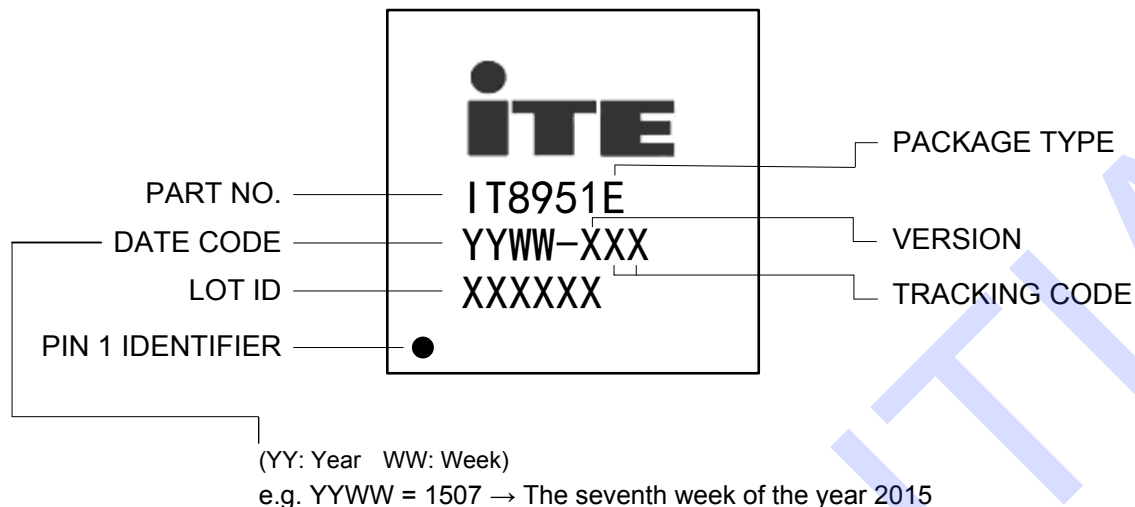 iTE
PACKAGE TYPE
PART NO.
IT8951E
DATE CODE
YYWW-XXX
VERSION
LOT ID
XXXXXX
TRACKING CODE
PIN 1 IDENTIFIER
(YY: Year WW: Week)
e.g. YYWW = 1507 → The seventh week of the year 2015